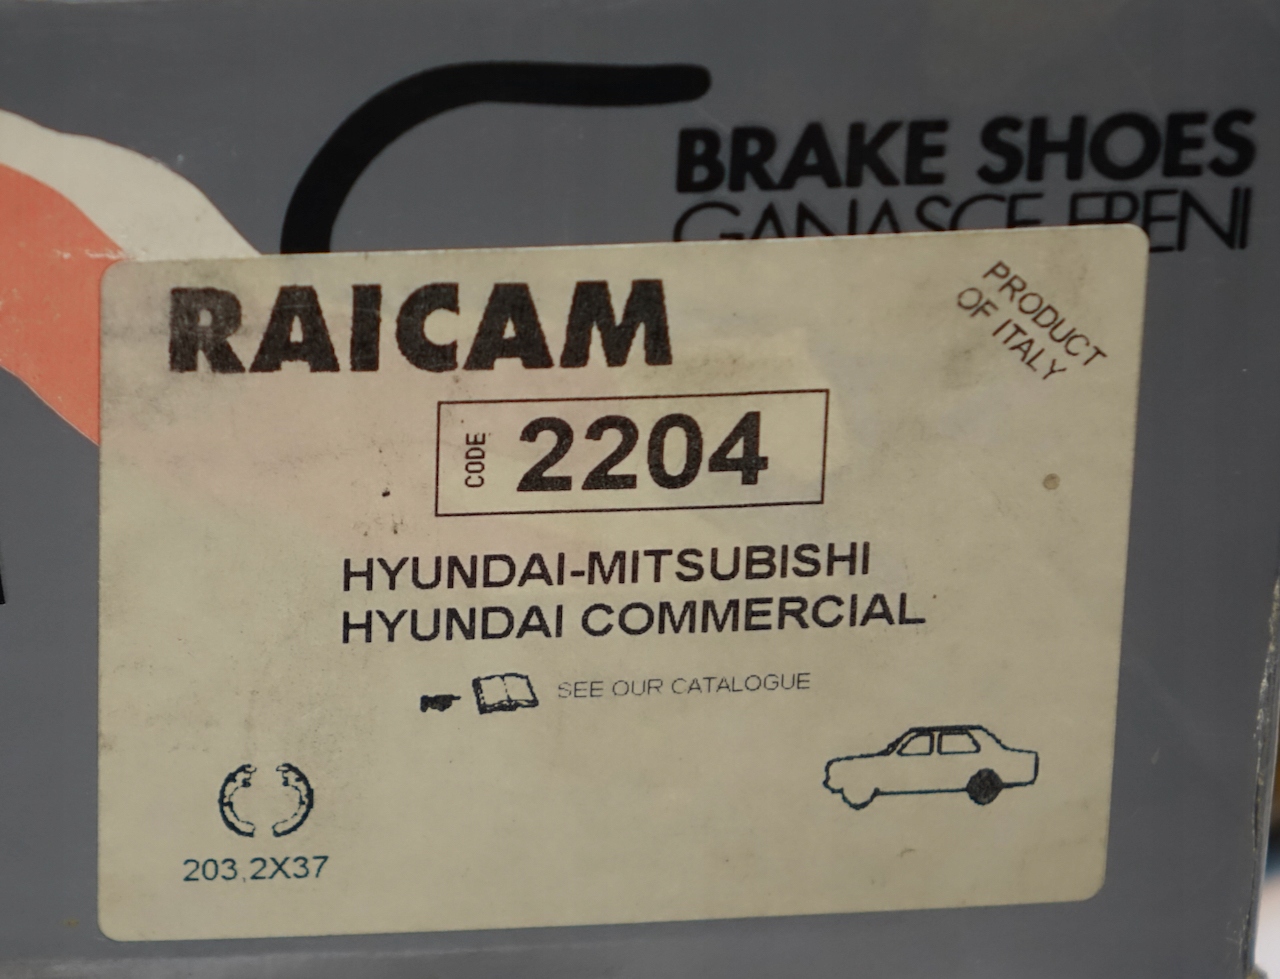 BRAKE SHOES
GANASCE FRENI
RAICAM
PRODUCT
OF ITALY
CODE 2204
HYUNDAI-MITSUBISHI
HYUNDAI COMMERCIAL
SEE OUR CATALOGUE
203,2X37